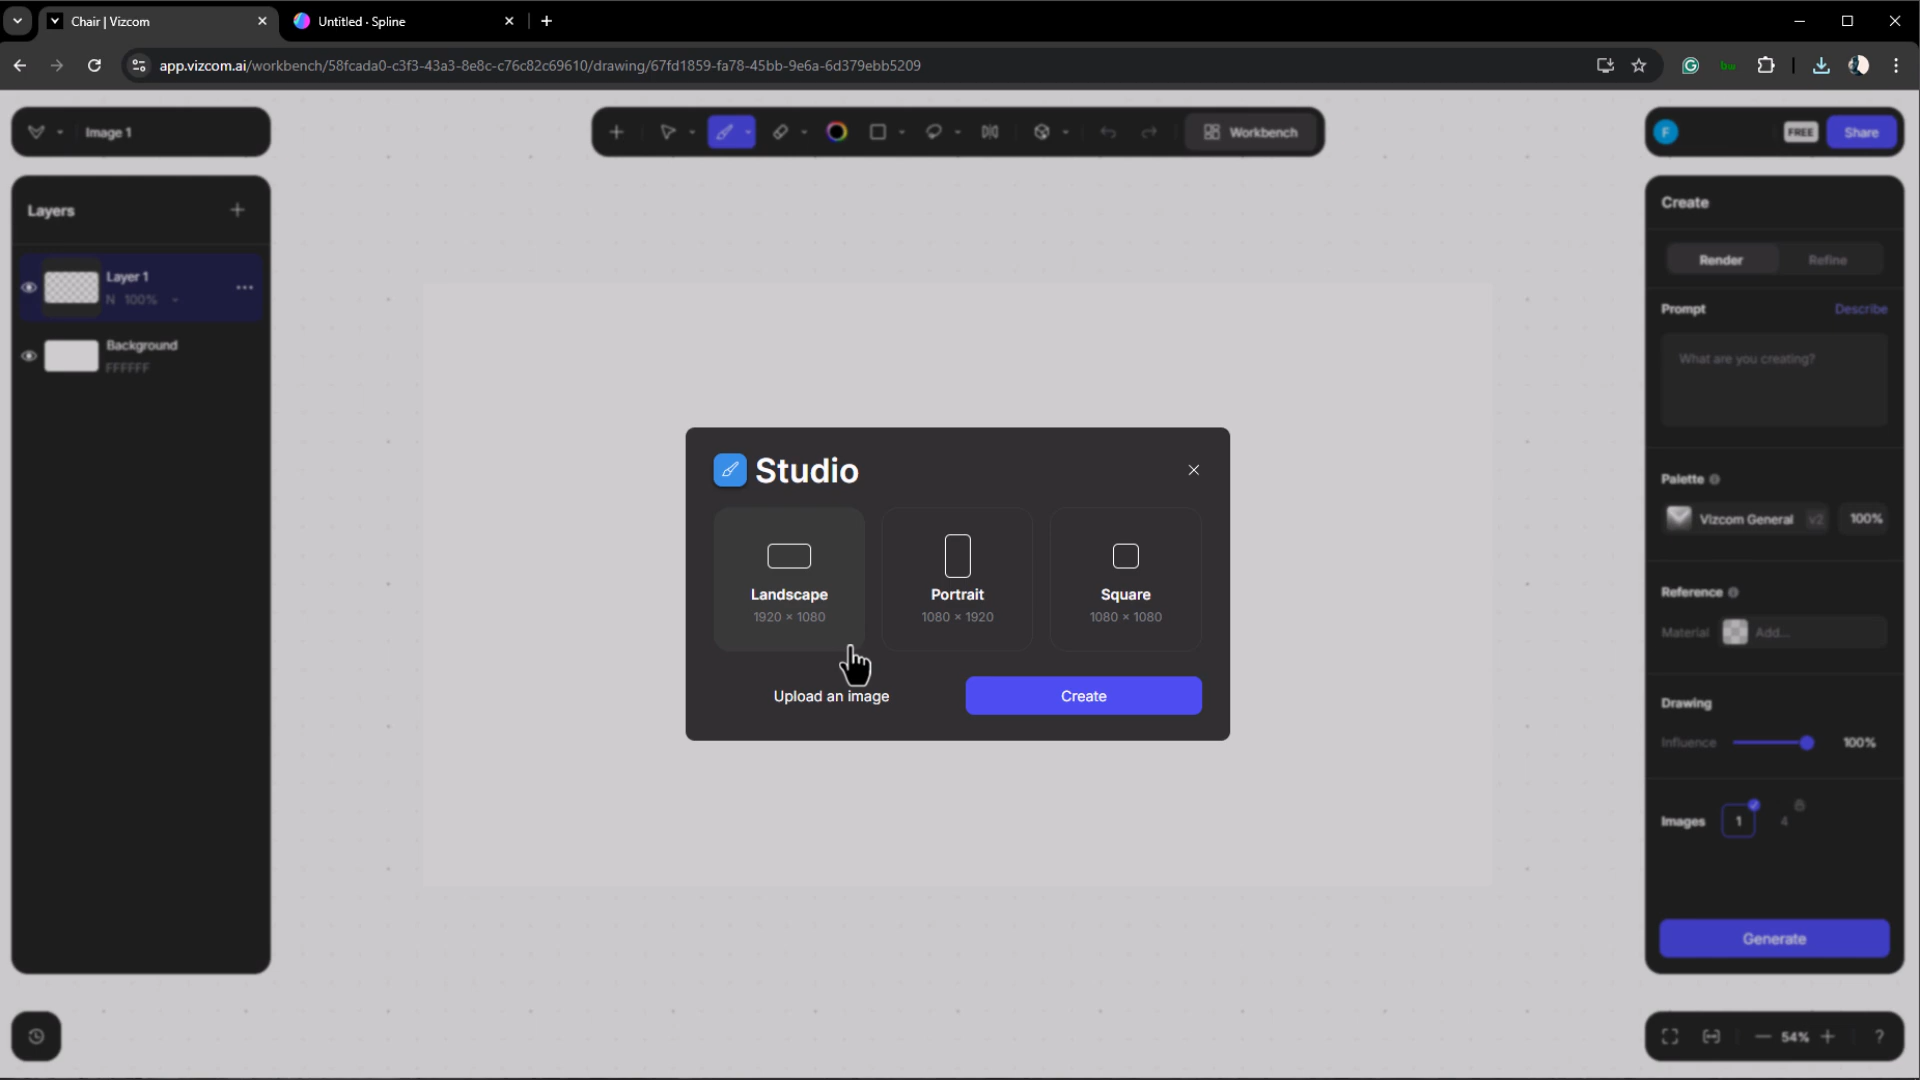 Chair | Vizcom
Untitled - Spline
app.vizcom.ai/workbench/58fcada0-c3f3-43a3-8e8c-c76c82c69610/drawing/67fd1859-fa78-45bb-9e6a-6d379ebb5209
Image 1
Workbench
F
FREE
Share
Layers
Layer 1
N 100%
Background
FFFFFF
Studio
Landscape
1920 × 1080
Portrait
1080 × 1920
Square
1080 × 1080
Upload an image
Create
Create
Render
Refine
Prompt
Describe
What are you creating?
Palette
Vizcom General v2 100%
Reference
Material Add...
Drawing
Influence 100%
Images 1 4
Generate
54%
?